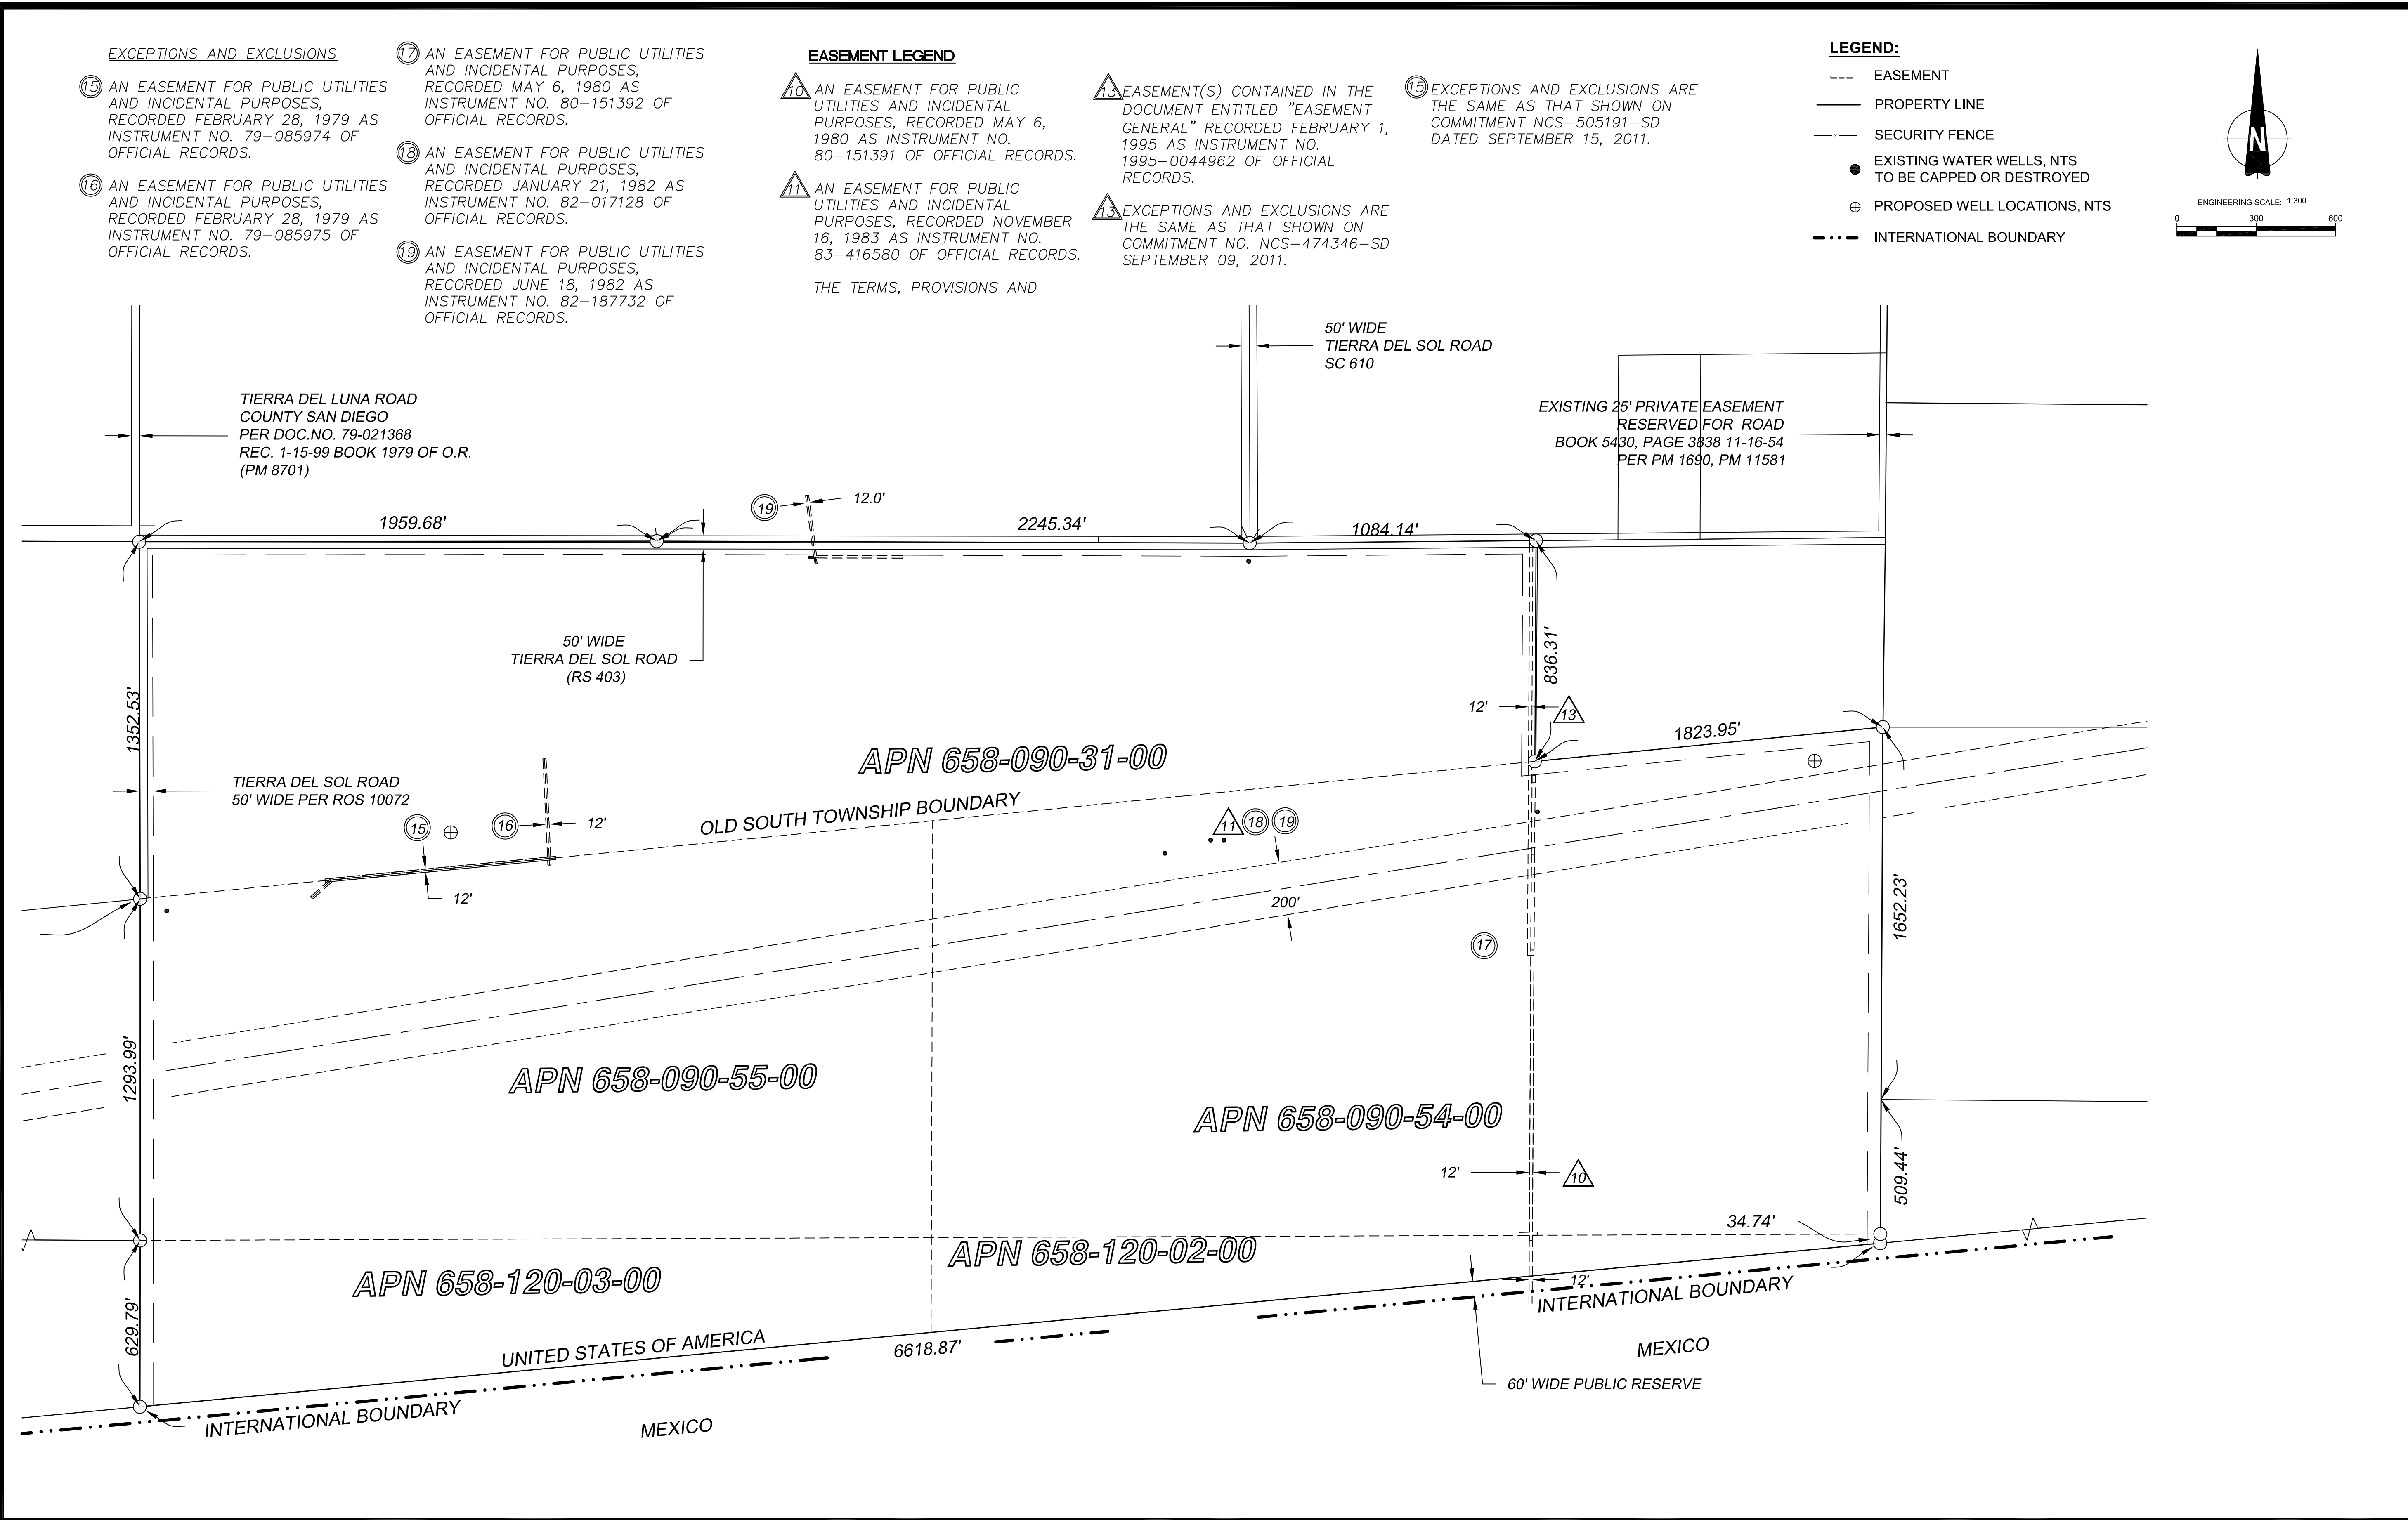 EXCEPTIONS AND EXCLUSIONS
15 AN EASEMENT FOR PUBLIC UTILITIES
AND INCIDENTAL PURPOSES,
RECORDED FEBRUARY 28, 1979 AS
INSTRUMENT NO. 79-085974 OF
OFFICIAL RECORDS.
16 AN EASEMENT FOR PUBLIC UTILITIES
AND INCIDENTAL PURPOSES,
RECORDED FEBRUARY 28, 1979 AS
INSTRUMENT NO. 79-085975 OF
OFFICIAL RECORDS.
17 AN EASEMENT FOR PUBLIC UTILITIES
AND INCIDENTAL PURPOSES,
RECORDED MAY 6, 1980 AS
INSTRUMENT NO. 80-151392 OF
OFFICIAL RECORDS.
18 AN EASEMENT FOR PUBLIC UTILITIES
AND INCIDENTAL PURPOSES,
RECORDED JANUARY 21, 1982 AS
INSTRUMENT NO. 82-017128 OF
OFFICIAL RECORDS.
19 AN EASEMENT FOR PUBLIC UTILITIES
AND INCIDENTAL PURPOSES,
RECORDED JUNE 18, 1982 AS
INSTRUMENT NO. 82-187732 OF
OFFICIAL RECORDS.
EASEMENT LEGEND
10 AN EASEMENT FOR PUBLIC
UTILITIES AND INCIDENTAL
PURPOSES, RECORDED MAY 6,
1980 AS INSTRUMENT NO.
80-151391 OF OFFICIAL RECORDS.
11 AN EASEMENT FOR PUBLIC
UTILITIES AND INCIDENTAL
PURPOSES, RECORDED NOVEMBER
16, 1983 AS INSTRUMENT NO.
83-416580 OF OFFICIAL RECORDS.
THE TERMS, PROVISIONS AND
13 EASEMENT(S) CONTAINED IN THE
DOCUMENT ENTITLED "EASEMENT
GENERAL" RECORDED FEBRUARY 1,
1995 AS INSTRUMENT NO.
1995-0044962 OF OFFICIAL
RECORDS.
13 EXCEPTIONS AND EXCLUSIONS ARE
THE SAME AS THAT SHOWN ON
COMMITMENT NO. NCS-474346-SD
SEPTEMBER 09, 2011.
15 EXCEPTIONS AND EXCLUSIONS ARE
THE SAME AS THAT SHOWN ON
COMMITMENT NCS-505191-SD
DATED SEPTEMBER 15, 2011.
LEGEND:
EASEMENT
PROPERTY LINE
SECURITY FENCE
EXISTING WATER WELLS, NTS
TO BE CAPPED OR DESTROYED
PROPOSED WELL LOCATIONS, NTS
INTERNATIONAL BOUNDARY
N
ENGINEERING SCALE: 1:300
0 300 600
50' WIDE
TIERRA DEL SOL ROAD
SC 610
TIERRA DEL LUNA ROAD
COUNTY SAN DIEGO
PER DOC.NO. 79-021368
REC. 1-15-99 BOOK 1979 OF O.R.
(PM 8701)
EXISTING 25' PRIVATE EASEMENT
RESERVED FOR ROAD
BOOK 5430, PAGE 3838 11-16-54
PER PM 1690, PM 11581
19
12.0'
1959.68'
2245.34'
1084.14'
50' WIDE
TIERRA DEL SOL ROAD
(RS 403)
836.31'
12'
13
1352.53'
1823.95'
APN 658-090-31-00
TIERRA DEL SOL ROAD
50' WIDE PER ROS 10072
OLD SOUTH TOWNSHIP BOUNDARY
15
16
12'
11 18 19
12'
200'
1652.23'
17
1293.99'
APN 658-090-55-00
APN 658-090-54-00
12'
10
509.44'
34.74'
APN 658-120-02-00
APN 658-120-03-00
12'
INTERNATIONAL BOUNDARY
629.79'
UNITED STATES OF AMERICA
6618.87'
MEXICO
60' WIDE PUBLIC RESERVE
INTERNATIONAL BOUNDARY
MEXICO